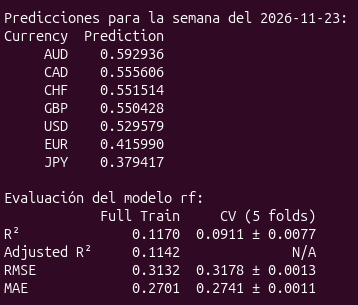 Predicciones para la semana del 2026-11-23:
Currency  Prediction
AUD    0.592936
CAD    0.555606
CHF    0.551514
GBP    0.550428
USD    0.529579
EUR    0.415990
JPY    0.379417
Evaluación del modelo rf:
Full Train     CV (5 folds)
R²    0.1170  0.0911 ± 0.0077
Adjusted R²    0.1142    N/A
RMSE    0.3132  0.3178 ± 0.0013
MAE    0.2701  0.2741 ± 0.0011